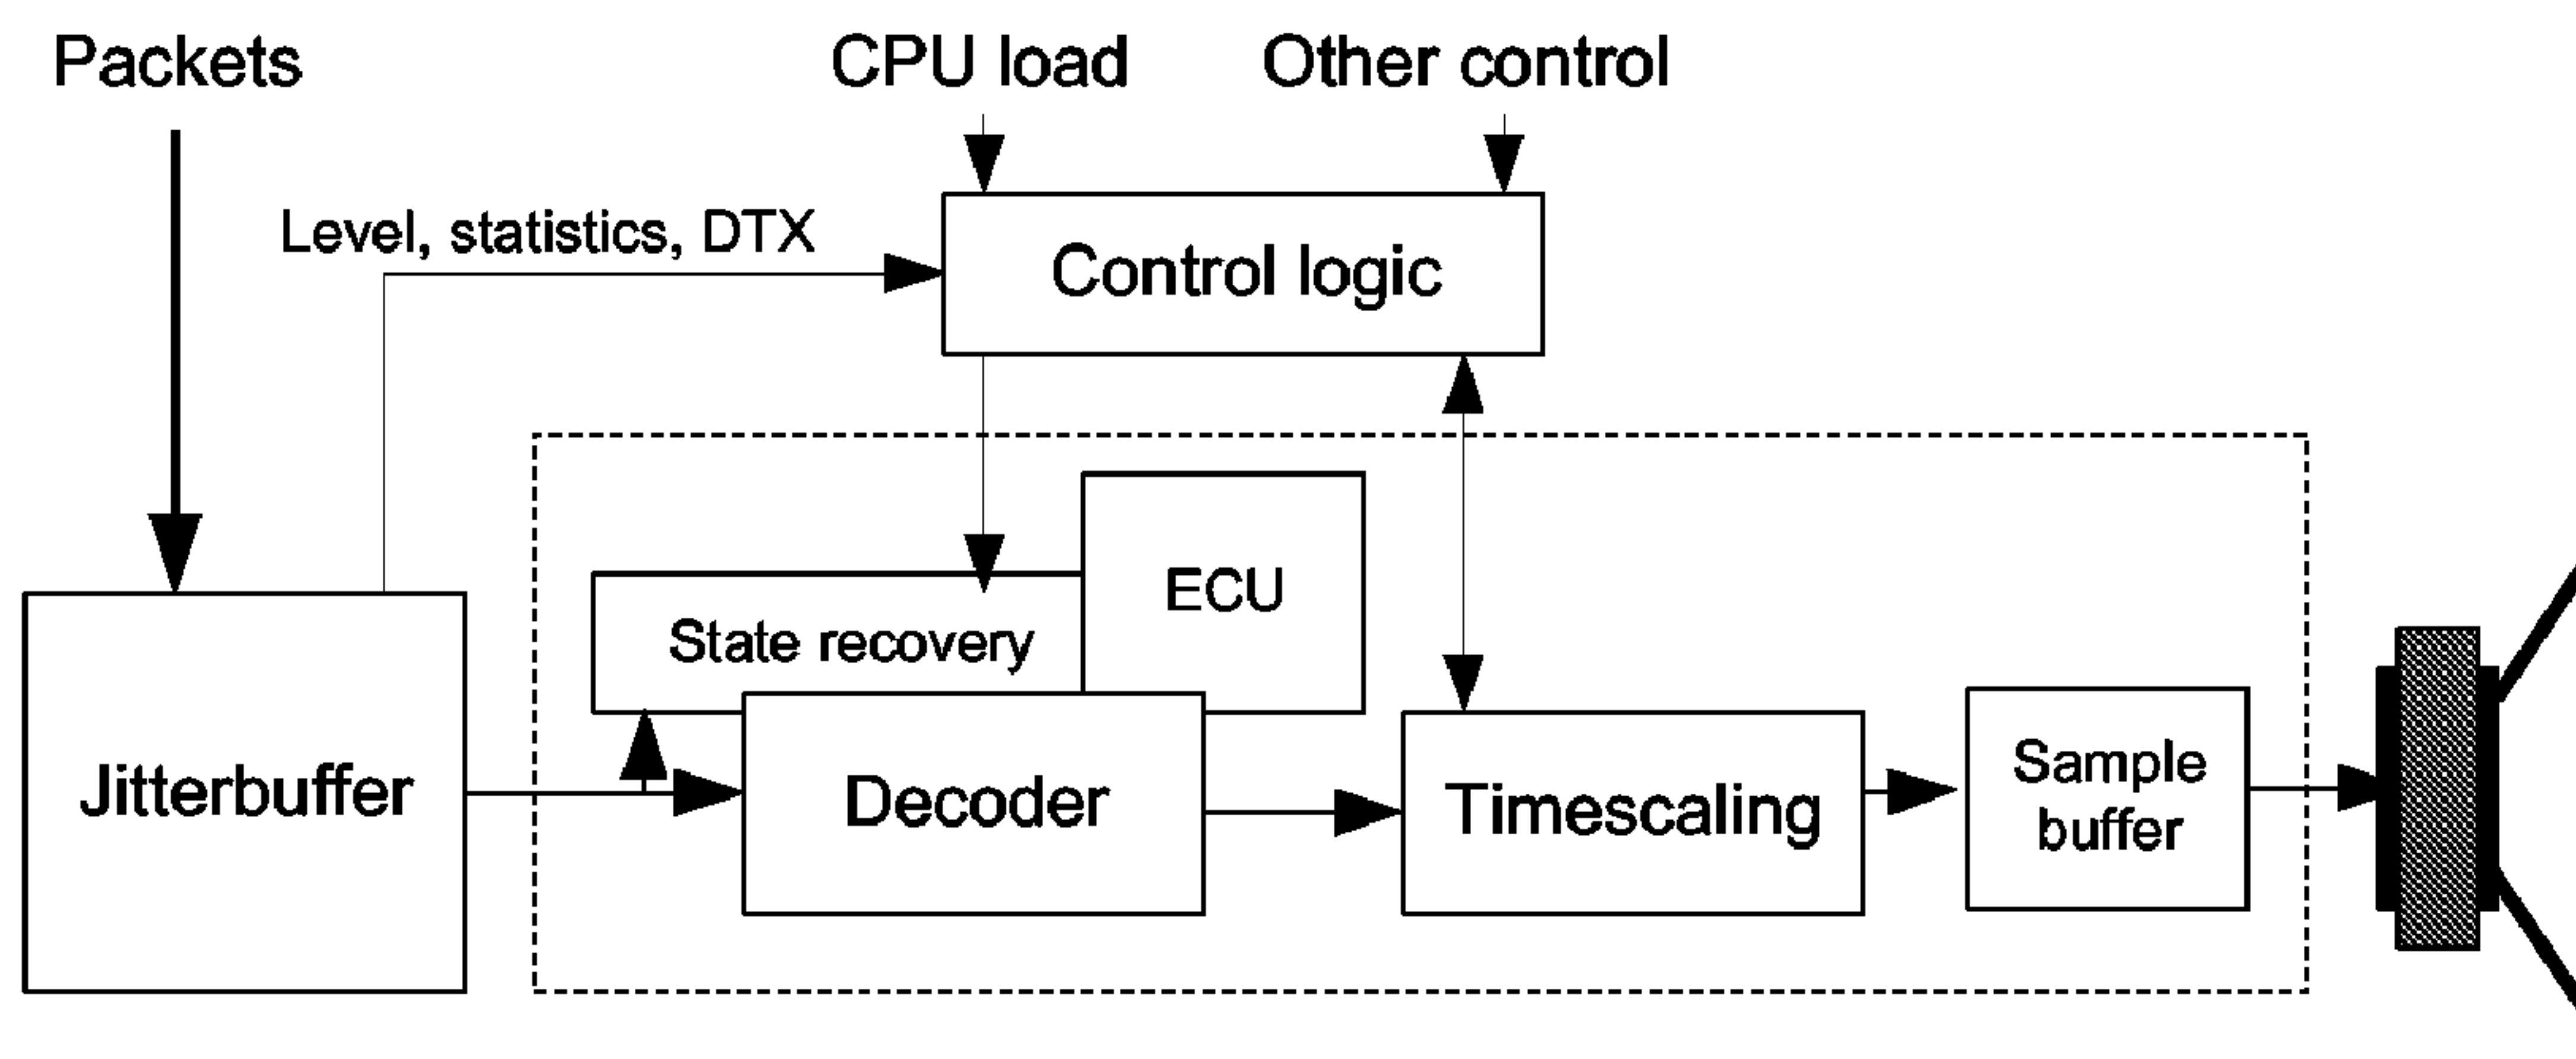 Packets
CPU load
Other control
Level, statistics, DTX
Control logic
ECU
State recovery
Jitterbuffer
Decoder
Timescaling
Sample
buffer